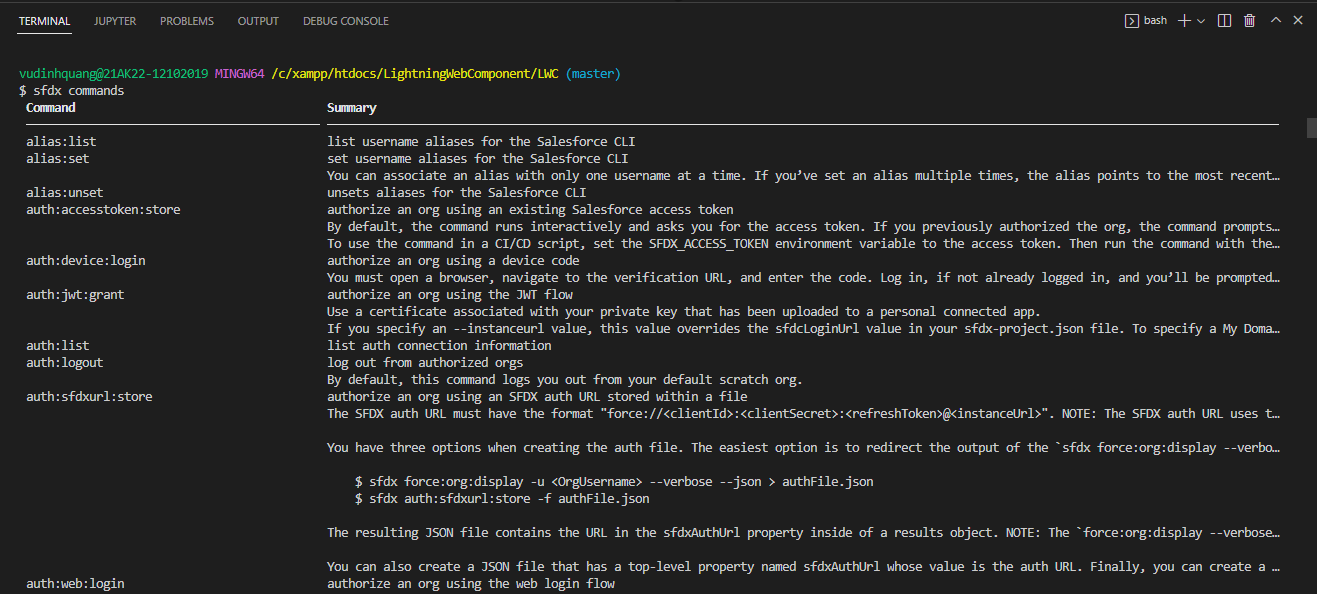 TERMINAL JUPYTER PROBLEMS OUTPUT DEBUG CONSOLE bash
vudinhquang@21AK22-12102019 MINGW64 /c/xampp/htdocs/LightningWebComponent/LWC (master)
$ sfdx commands
Command Summary
alias:list list username aliases for the Salesforce CLI
alias:set set username aliases for the Salesforce CLI
You can associate an alias with only one username at a time. If you’ve set an alias multiple times, the alias points to the most recent…
alias:unset unsets aliases for the Salesforce CLI
auth:accesstoken:store authorize an org using an existing Salesforce access token
By default, the command runs interactively and asks you for the access token. If you previously authorized the org, the command prompts…
To use the command in a CI/CD script, set the SFDX_ACCESS_TOKEN environment variable to the access token. Then run the command with the…
auth:device:login authorize an org using a device code
You must open a browser, navigate to the verification URL, and enter the code. Log in, if not already logged in, and you’ll be prompted…
auth:jwt:grant authorize an org using the JWT flow
Use a certificate associated with your private key that has been uploaded to a personal connected app.
If you specify an --instanceurl value, this value overrides the sfdcLoginUrl value in your sfdx-project.json file. To specify a My Doma…
auth:list list auth connection information
auth:logout log out from authorized orgs
By default, this command logs you out from your default scratch org.
auth:sfdxurl:store authorize an org using an SFDX auth URL stored within a file
The SFDX auth URL must have the format "force://<clientId>:<clientSecret>:<refreshToken>@<instanceUrl>". NOTE: The SFDX auth URL uses t…
You have three options when creating the auth file. The easiest option is to redirect the output of the `sfdx force:org:display --verbo…
$ sfdx force:org:display -u <OrgUsername> --verbose --json > authFile.json
$ sfdx auth:sfdxurl:store -f authFile.json
The resulting JSON file contains the URL in the sfdxAuthUrl property inside of a results object. NOTE: The `force:org:display --verbose…
You can also create a JSON file that has a top-level property named sfdxAuthUrl whose value is the auth URL. Finally, you can create a …
auth:web:login authorize an org using the web login flow